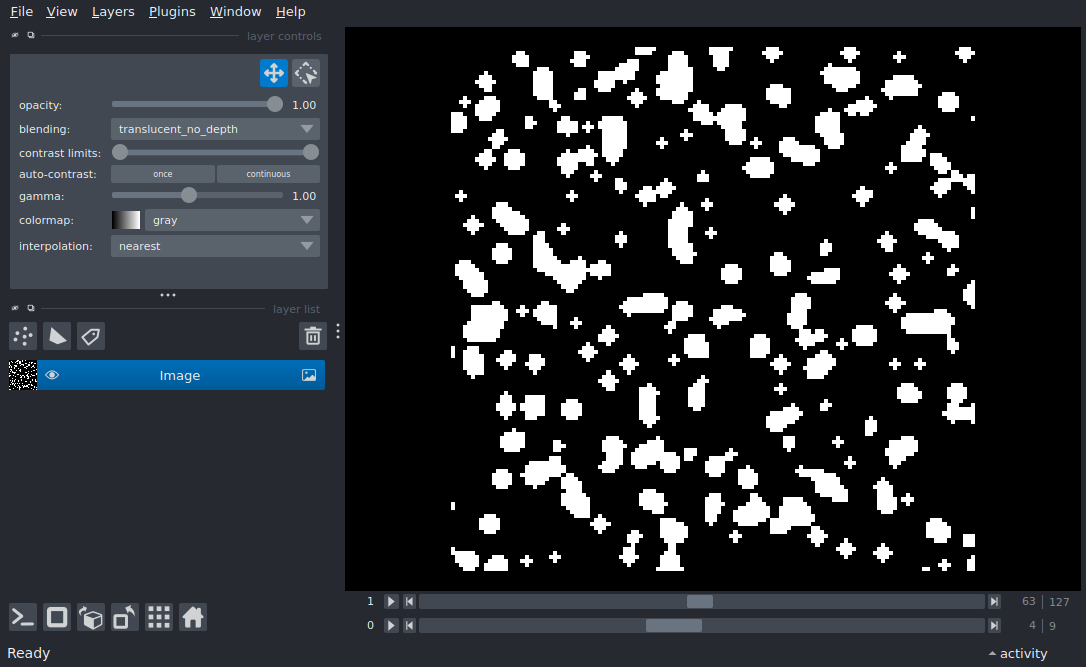 File View Layers Plugins Window Help
layer controls
opacity: 1.00
blending: translucent_no_depth
contrast limits:
auto-contrast: once continuous
gamma: 1.00
colormap: gray
interpolation: nearest
layer list
Image
1 63 | 127
0 4 | 9
Ready activity